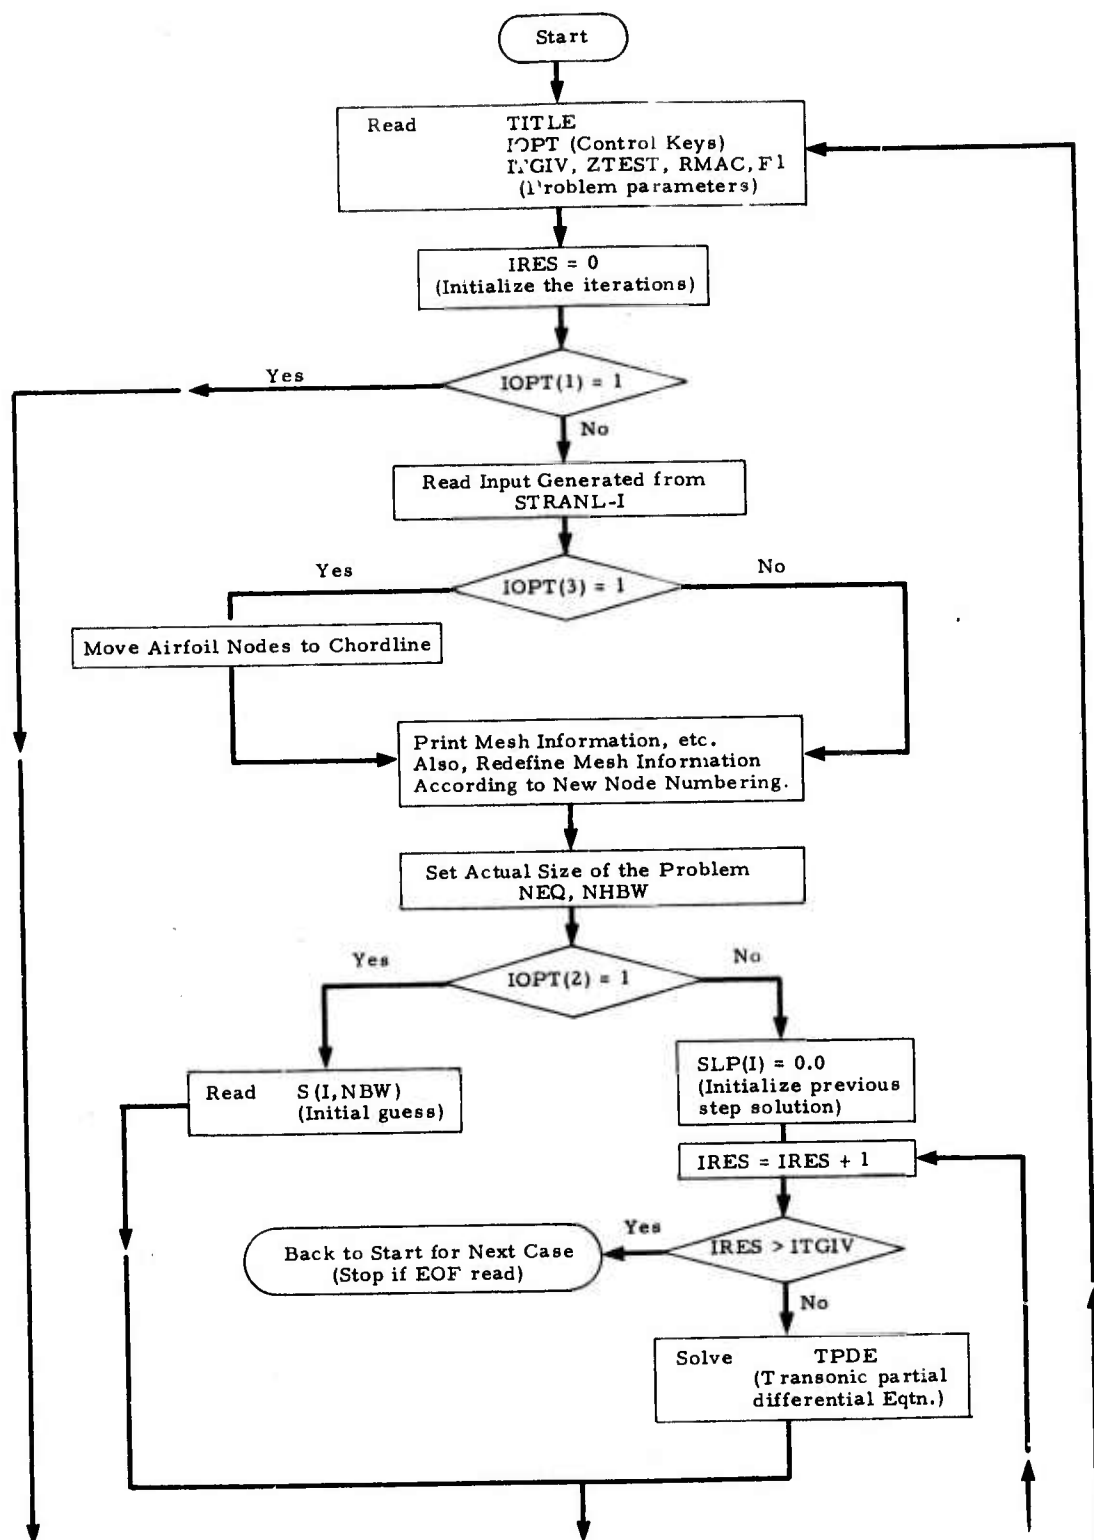 Start
Read TITLE
IOPT (Control Keys)
ITGIV, ZTEST, RMAC, F1
(Problem parameters)
IRES = 0
(Initialize the iterations)
Yes
IOPT(1) = 1
No
Read Input Generated from
STRANL-I
Yes
IOPT(3) = 1
No
Move Airfoil Nodes to Chordline
Print Mesh Information, etc.
Also, Redefine Mesh Information
According to New Node Numbering.
Set Actual Size of the Problem
NEQ, NHBW
Yes
IOPT(2) = 1
No
SLP(I) = 0.0
(Initialize previous
step solution)
Read S(I,NBW)
(Initial guess)
IRES = IRES + 1
Yes
IRES > ITGIV
Back to Start for Next Case
(Stop if EOF read)
No
Solve TPDE
(Transonic partial
differential Eqtn.)